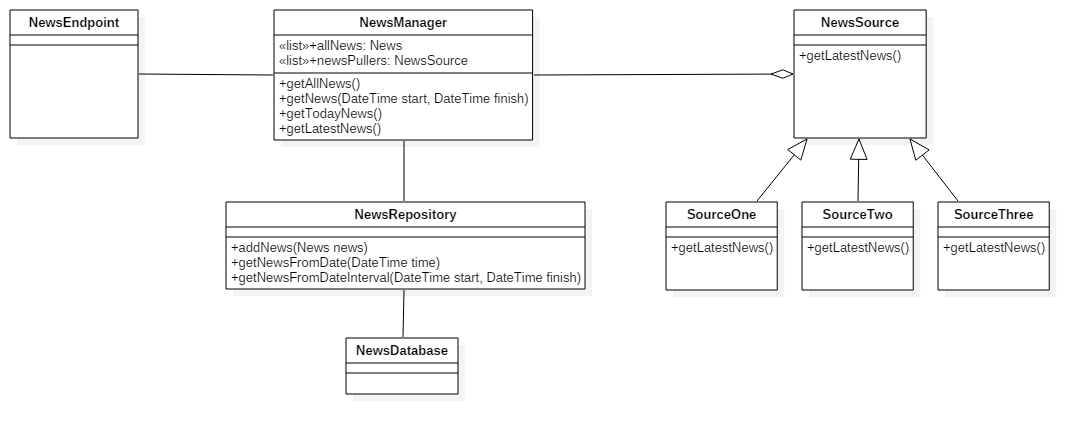 NewsEndpoint
NewsManager
«list»+allNews: News
«list»+newsPullers: NewsSource
+getAllNews()
+getNews(DateTime start, DateTime finish)
+getTodayNews()
+getLatestNews()
NewsSource
+getLatestNews()
NewsRepository
+addNews(News news)
+getNewsFromDate(DateTime time)
+getNewsFromDateInterval(DateTime start, DateTime finish)
SourceOne
+getLatestNews()
SourceTwo
+getLatestNews()
SourceThree
+getLatestNews()
NewsDatabase